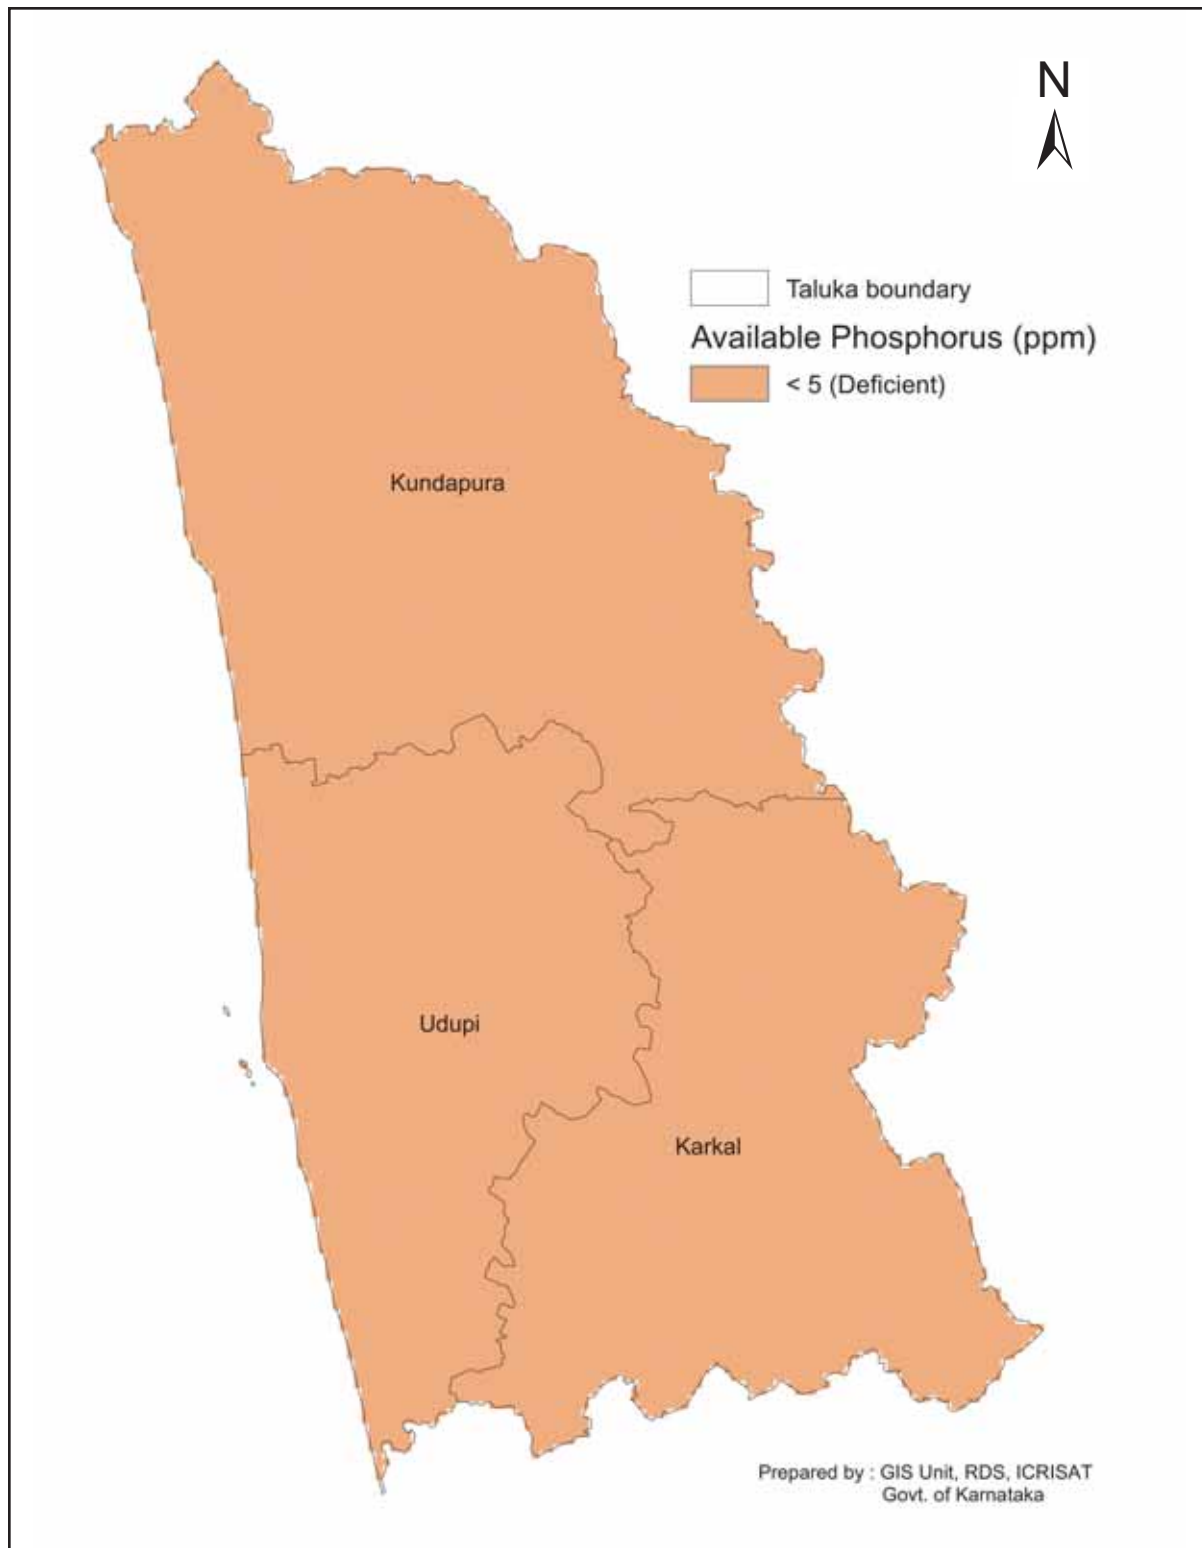 N
Taluka boundary
Available Phosphorus (ppm)
< 5 (Deficient)
Kundapura
Udupi
Karkal
Prepared by : GIS Unit, RDS, ICRISAT
Govt. of Karnataka